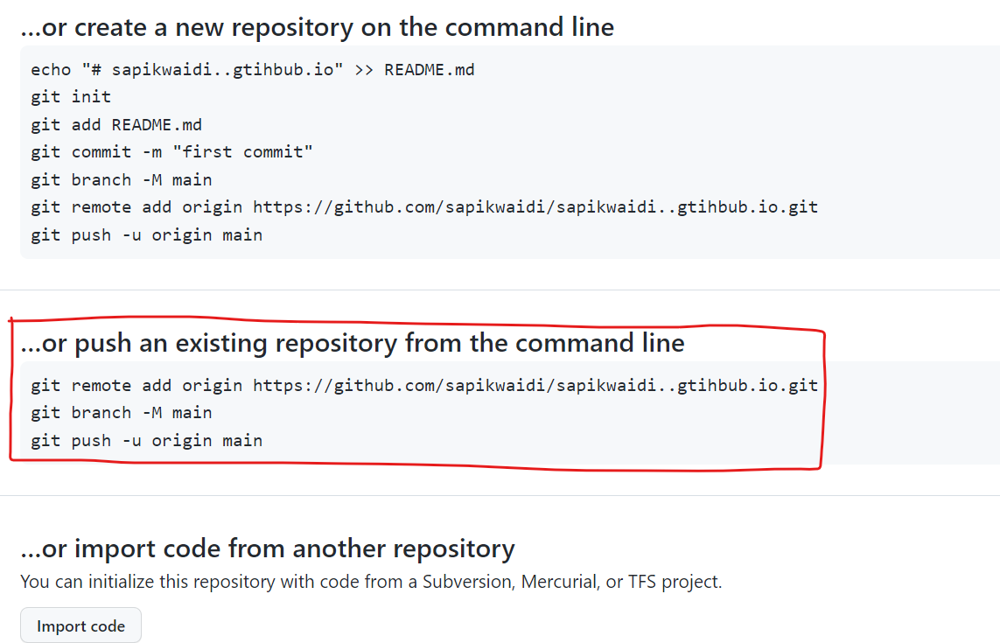 ...or create a new repository on the command line
echo "# sapikwaidi..gtihbub.io" >> README.md
git init
git add README.md
git commit -m "first commit"
git branch -M main
git remote add origin https://github.com/sapikwaidi/sapikwaidi..gtihbub.io.git
git push -u origin main
...or push an existing repository from the command line
git remote add origin https://github.com/sapikwaidi/sapikwaidi..gtihbub.io.git
git branch -M main
git push -u origin main
...or import code from another repository
You can initialize this repository with code from a Subversion, Mercurial, or TFS project.
Import code